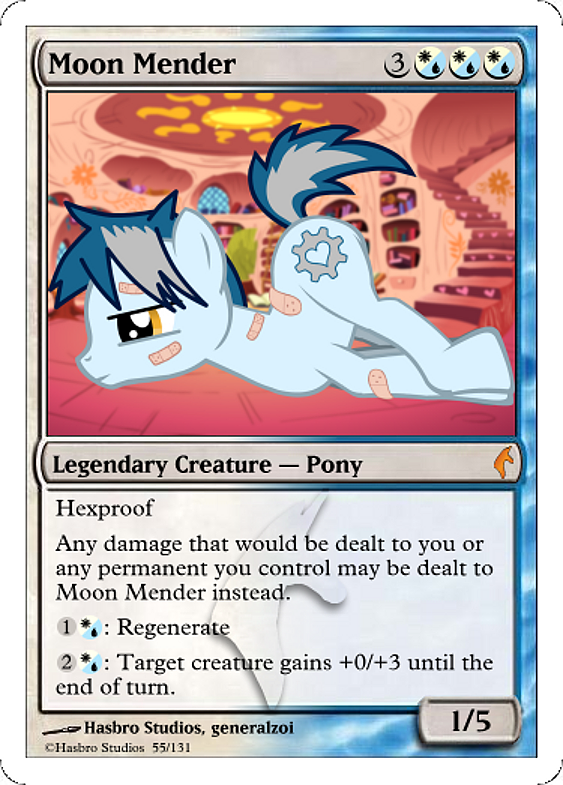 Moon Mender 3
Legendary Creature — Pony
Hexproof
Any damage that would be dealt to you or
any permanent you control may be dealt to
Moon Mender instead.
1 : Regenerate
2 : Target creature gains +0/+3 until the
end of turn.
1/5
Hasbro Studios, generalzoi
©Hasbro Studios 55/131